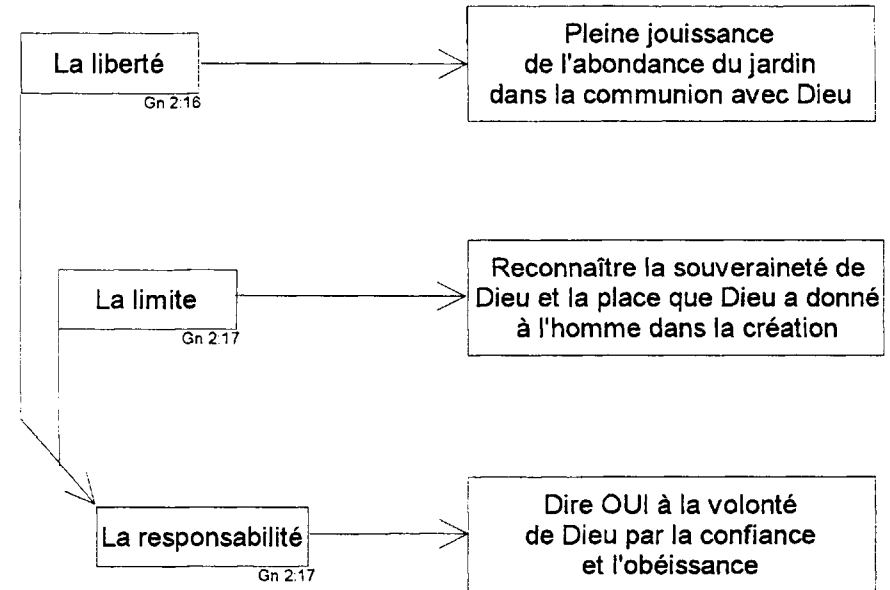 La liberté
Gn 2:16
Pleine jouissance
de l'abondance du jardin
dans la communion avec Dieu
La limite
Gn 2:17
Reconnaître la souveraineté de
Dieu et la place que Dieu a donné
à l'homme dans la création
La responsabilité
Gn 2:17
Dire OUI à la volonté
de Dieu par la confiance
et l'obéissance